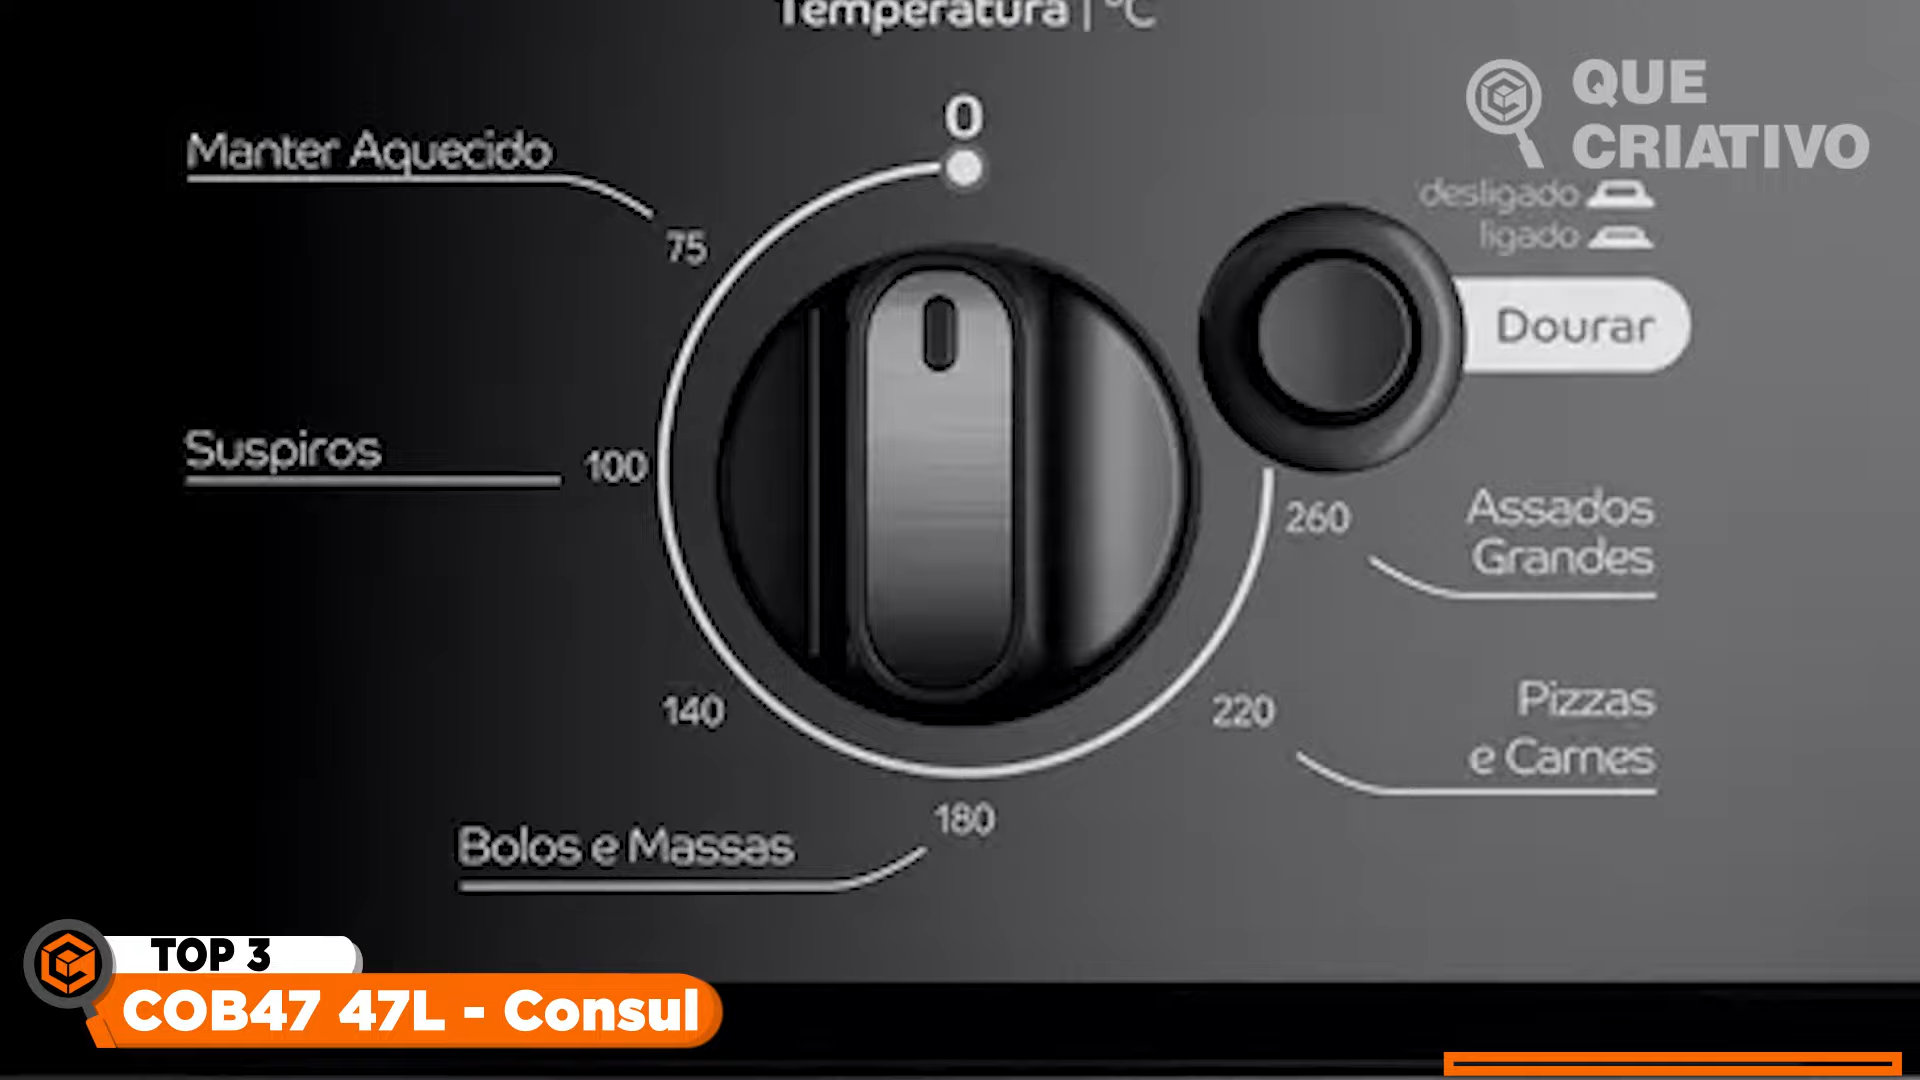 Temperatura | °C
QUE
CRIATIVO
0
Manter Aquecido
desligado
ligado
75
Dourar
Suspiros
100
260
Assados
Grandes
140
220
Pizzas
e Carnes
180
Bolos e Massas
TOP 3
COB47 47L - Consul